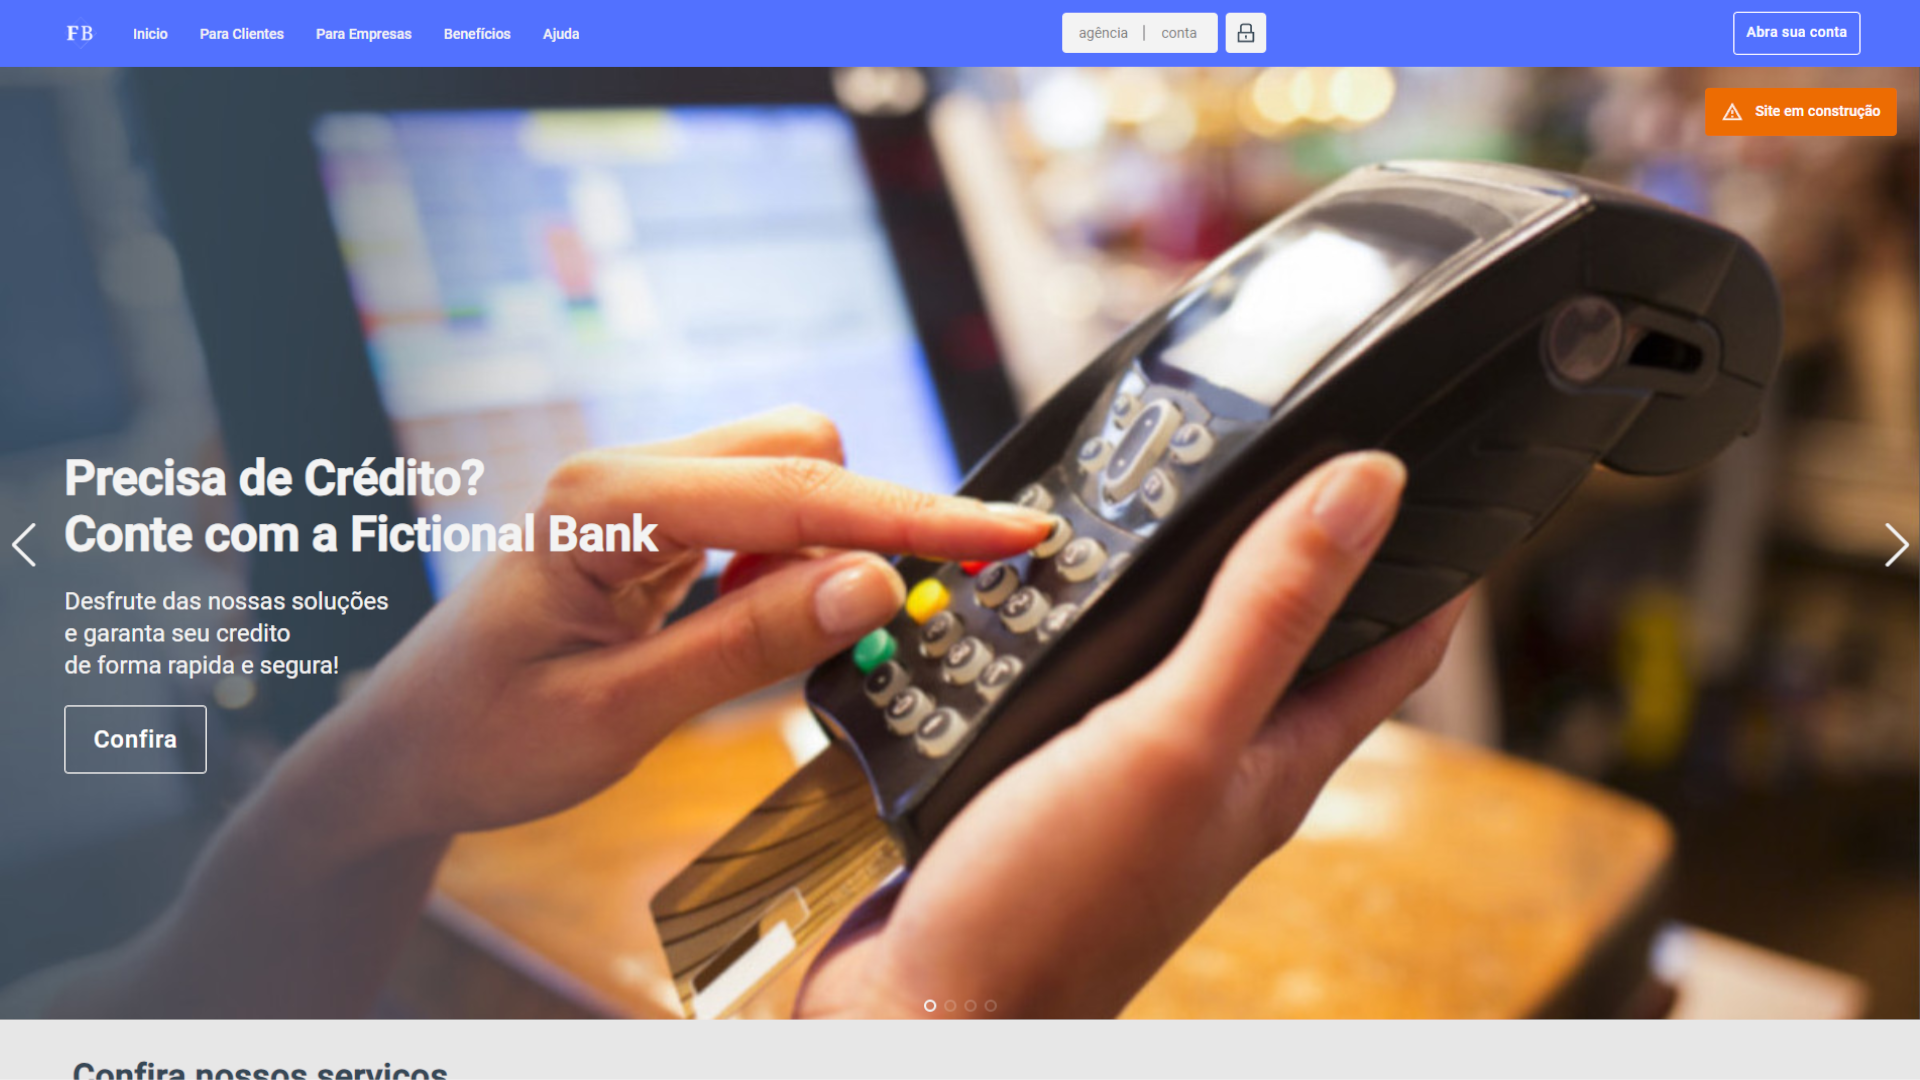 FB
Inicio
Para Clientes
Para Empresas
Benefícios
Ajuda
agência | conta
Abra sua conta
Site em construção
Precisa de Crédito?
Conte com a Fictional Bank
Desfrute das nossas soluções
e garanta seu credito
de forma rapida e segura!
Confira
Confira nossos serviços